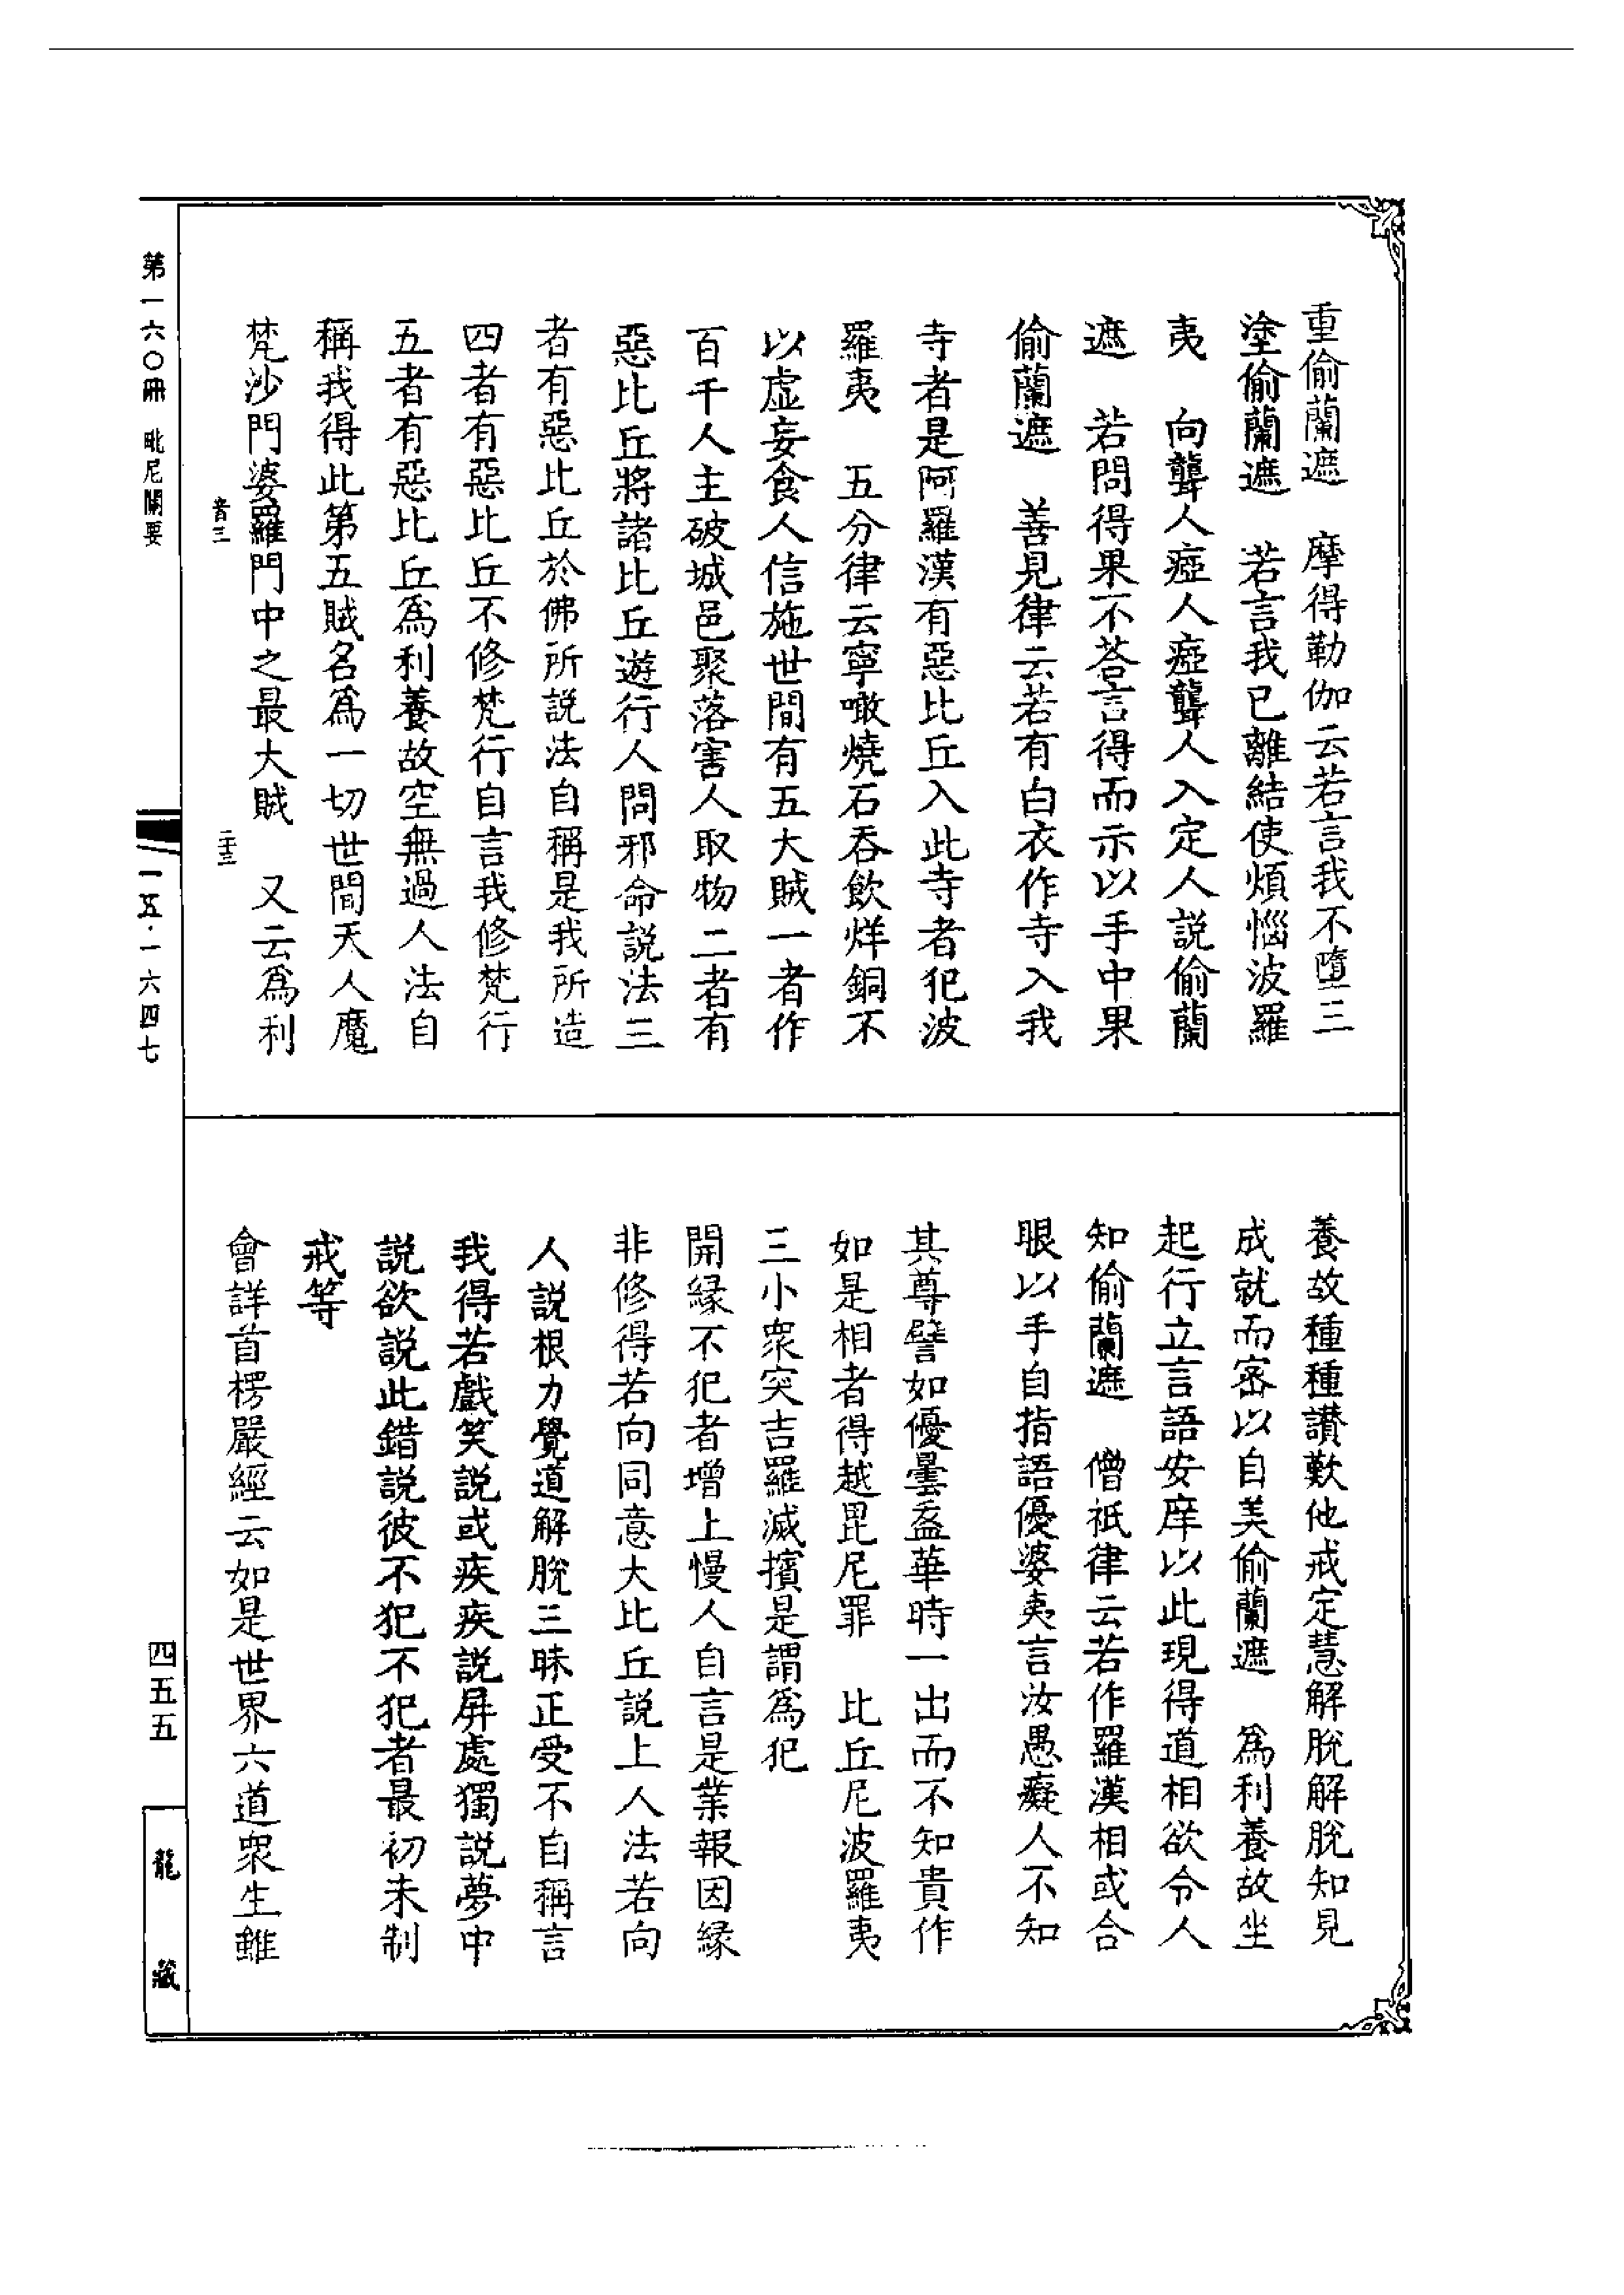 重偷蘭遮　摩得勒伽云若言我不墮三
塗偷蘭遮　若言我已離結使煩惱波羅
夷　向聾人瘂人瘂聾人入定人說偷蘭
遮　若問得果不荅言得而示以手中果
偷蘭遮　善見律云若有白衣作寺入我
寺者是阿羅漢有惡比丘入此寺者犯波
羅夷　五分律云寧噉燒石吞飲烊銅不
以虛妄食人信施世間有五大賊一者作
百千人主破城邑聚落害人取物二者有
惡比丘將諸比丘遊行人間邪命說法三
者有惡比丘於佛所說法自稱是我所造
四者有惡比丘不修梵行自言我修梵行
五者有惡比丘爲利養故空無過人法自
稱我得此第五賊名爲一切世間天人魔
梵沙門婆羅門中之最大賊　又云爲利
養故種種讚歎他戒定慧解脫解脫知見
成就而密以自美偷蘭遮　爲利養故坐
起行立言語安庠以此現得道相欲令人
知偷蘭遮　僧祇律云若作羅漢相或合
眼以手自指語優婆夷言汝愚癡人不知
其尊譬如優曇盋華時一出而不知貴作
如是相者得越毘尼罪　比丘尼波羅夷
三小衆突吉羅滅擯是謂爲犯
開緣不犯者增上慢人自言是業報因緣
非修得若向同意大比丘說上人法若向
人說根力覺道解脫三昧正受不自稱言
我得若戲笑說或疾疾說屏處獨說夢中
說欲說此錯說彼不犯不犯者最初未制
戒等
會詳首楞嚴經云如是世界六道衆生雖
第一六〇冊　毗尼關要
音三
二十三
一五·一六四七
四五五
龍藏